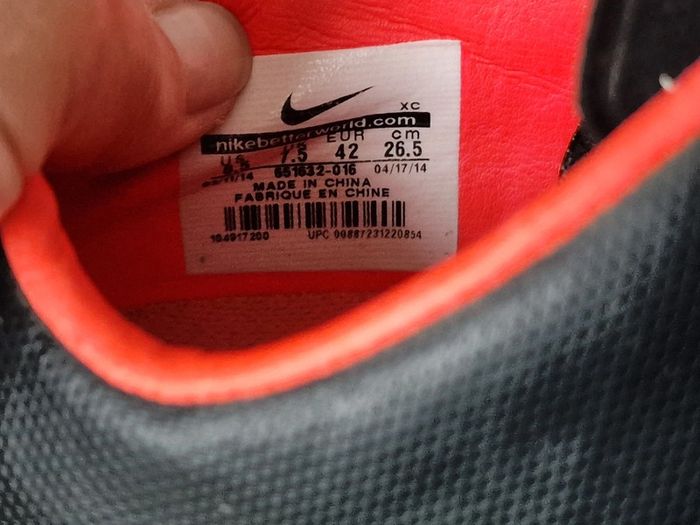 XC
nikebetterworld.com
EUR cm
7.5 42 26.5
651632-016 04/17/14
MADE IN CHINA
FABRIQUE EN CHINE
UPC 00887231220854